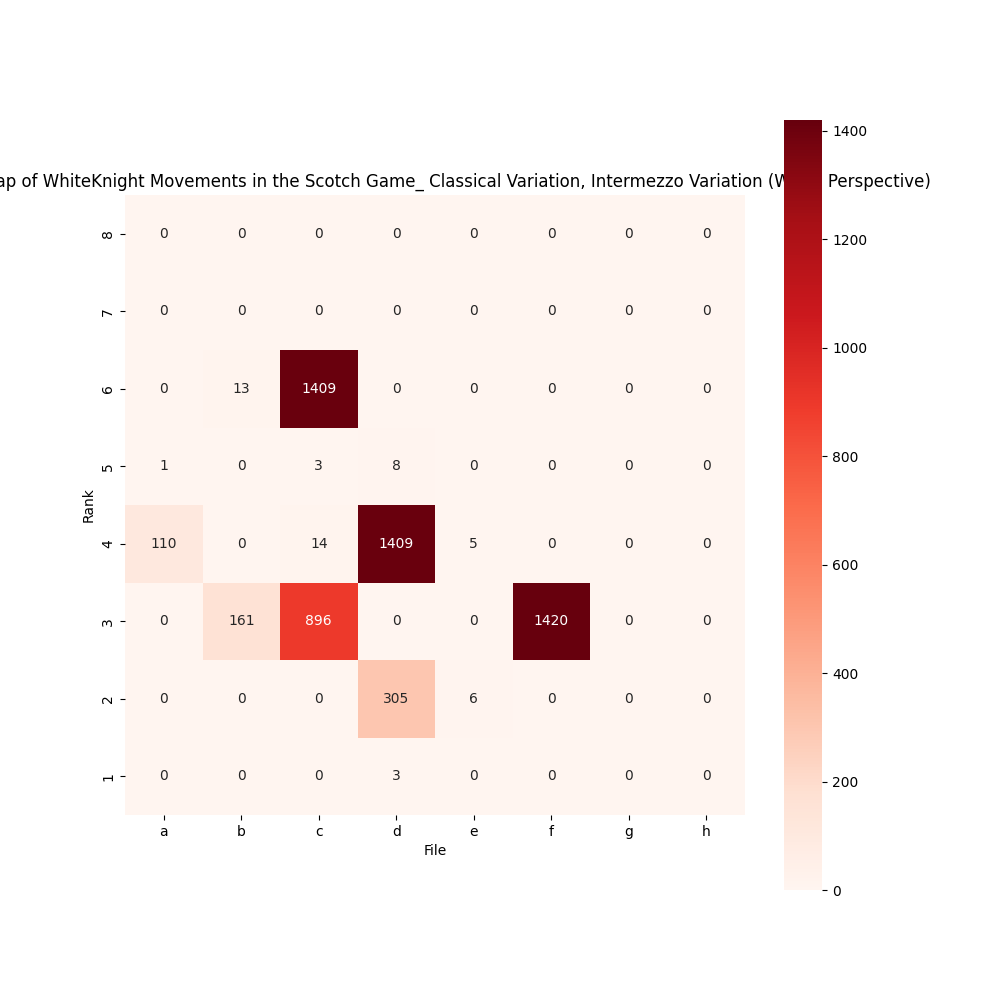 ap of WhiteKnight Movements in the Scotch Game_ Classical Variation, Intermezzo Variation (W Perspective)
8 0 0 0 0 0 0 0 0
7 0 0 0 0 0 0 0 0
6 0 13 1409 0 0 0 0 0
5 1 0 3 8 0 0 0 0
4 110 0 14 1409 5 0 0 0
3 0 161 896 0 0 1420 0 0
2 0 0 0 305 6 0 0 0
1 0 0 0 3 0 0 0 0
a b c d e f g h
File
Rank
1400
1200
1000
800
600
400
200
0